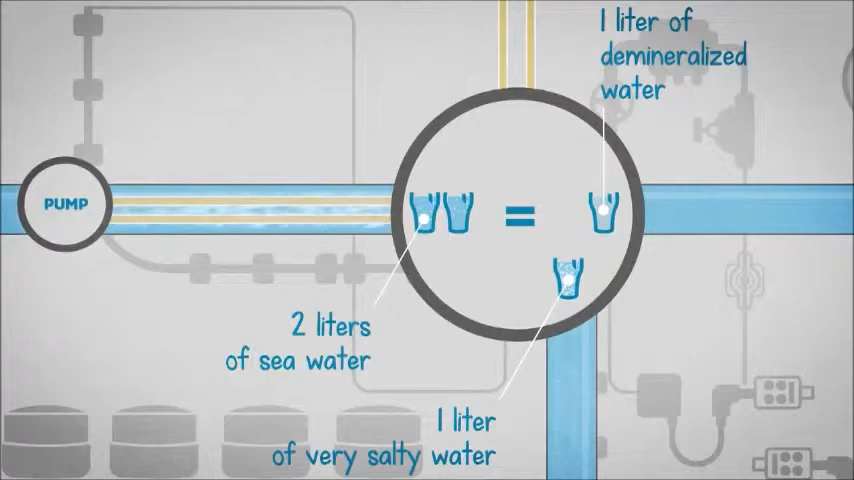 1 liter of
demineralized
water
PUMP
=
2 liters
of sea water
1 liter
of very salty water